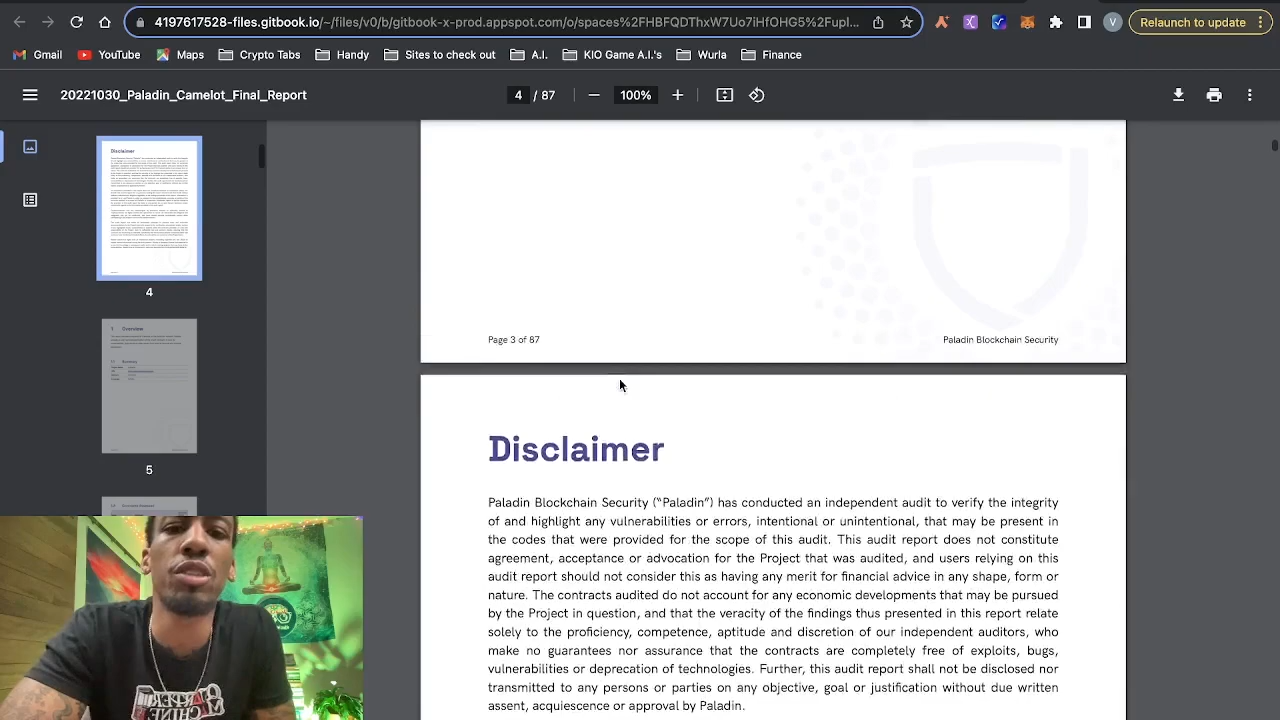 4197617528-files.gitbook.io/~/files/v0/b/gitbook-x-prod.appspot.com/o/spaces%2FHBFQDThxW7Uo7iHfOHG5%2Fupl...
V
Relaunch to update
Gmail
YouTube
Maps
Crypto Tabs
Handy
Sites to check out
A.I.
KIO Game A.I.'s
Wurla
Finance
20221030_Paladin_Camelot_Final_Report
4 / 87
100%
Disclaimer
4
1 Overview
5
Page 3 of 87
Paladin Blockchain Security
Disclaimer
Paladin Blockchain Security (“Paladin”) has conducted an independent audit to verify the integrity
of and highlight any vulnerabilities or errors, intentional or unintentional, that may be present in
the codes that were provided for the scope of this audit. This audit report does not constitute
agreement, acceptance or advocation for the Project that was audited, and users relying on this
audit report should not consider this as having any merit for financial advice in any shape, form or
nature. The contracts audited do not account for any economic developments that may be pursued
by the Project in question, and that the veracity of the findings thus presented in this report relate
solely to the proficiency, competence, aptitude and discretion of our independent auditors, who
make no guarantees nor assurance that the contracts are completely free of exploits, bugs,
vulnerabilities or deprecation of technologies. Further, this audit report shall not be disclosed nor
transmitted to any persons or parties on any objective, goal or justification without due written
assent, acquiescence or approval by Paladin.